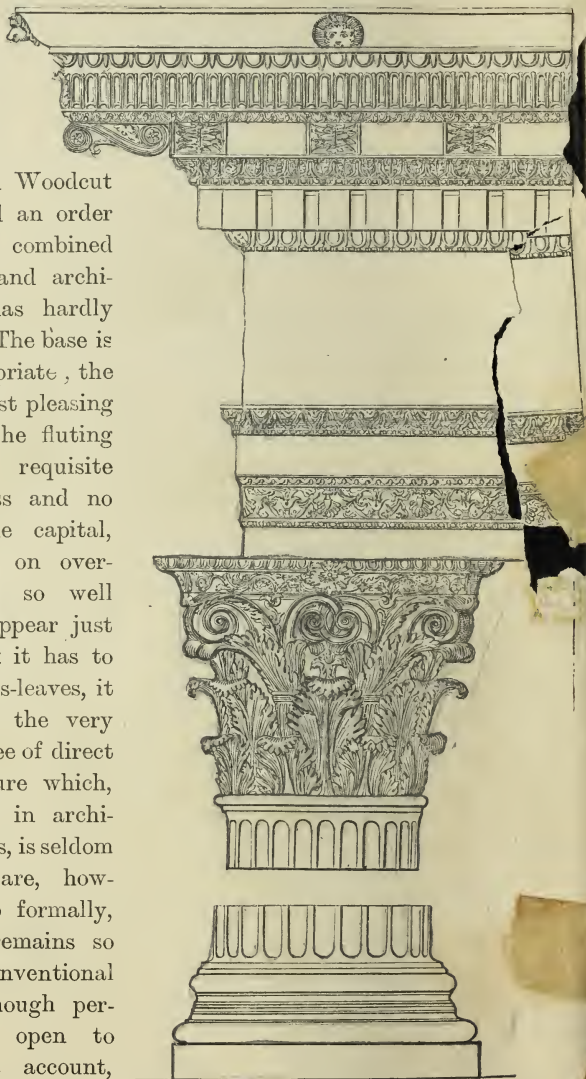 Woodcut
an order
combined
and archi-
as hardly
The base is
oriate, the
st pleasing
he fluting
requisite
ss and no
e capital,
on over-
so well
ppear just
it has to
s-leaves, it
the very
ee of direct
ure which,
in archi-
s, is seldom
are, how-
o formally,
remains so
nventional
hough per-
open to
account,